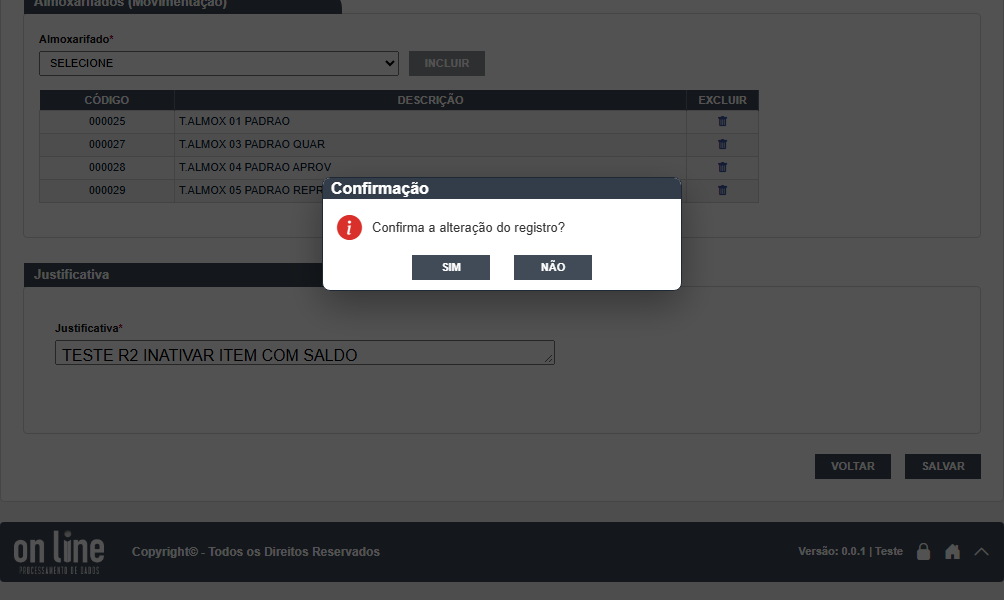 Almoxarifados (Movimentação)
Almoxarifado*
SELECIONE
INCLUIR
CÓDIGO DESCRIÇÃO EXCLUIR
000025 T.ALMOX 01 PADRAO
000027 T.ALMOX 03 PADRAO QUAR
000028 T.ALMOX 04 PADRAO APROV
000029 T.ALMOX 05 PADRAO REPR
Confirmação
Confirma a alteração do registro?
SIM NÃO
Justificativa
Justificativa*
TESTE R2 INATIVAR ITEM COM SALDO
VOLTAR SALVAR
on line
PROCESSAMENTO DE DADOS
Copyright© - Todos os Direitos Reservados
Versão: 0.0.1 | Teste